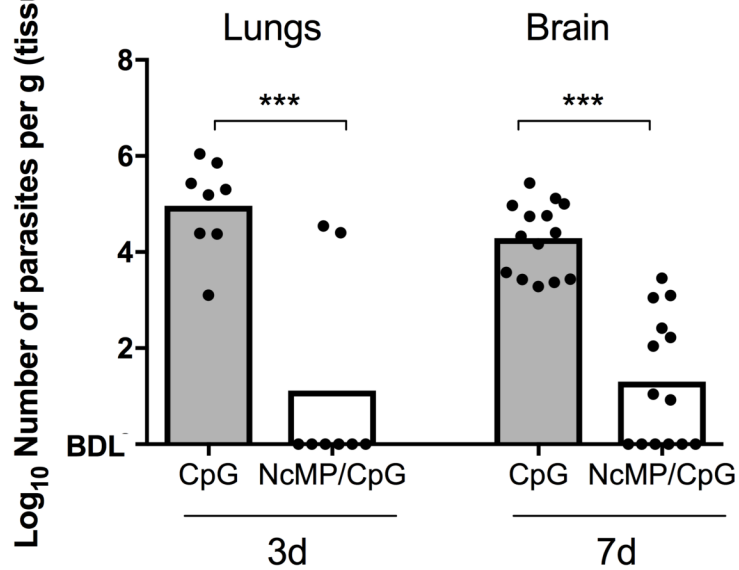 Log10 Number of parasites per g
Lungs
Brain
8
6
4
2
BDL
***
***
CpG
NcMP/CpG
CpG
NcMP/CpG
3d
7d